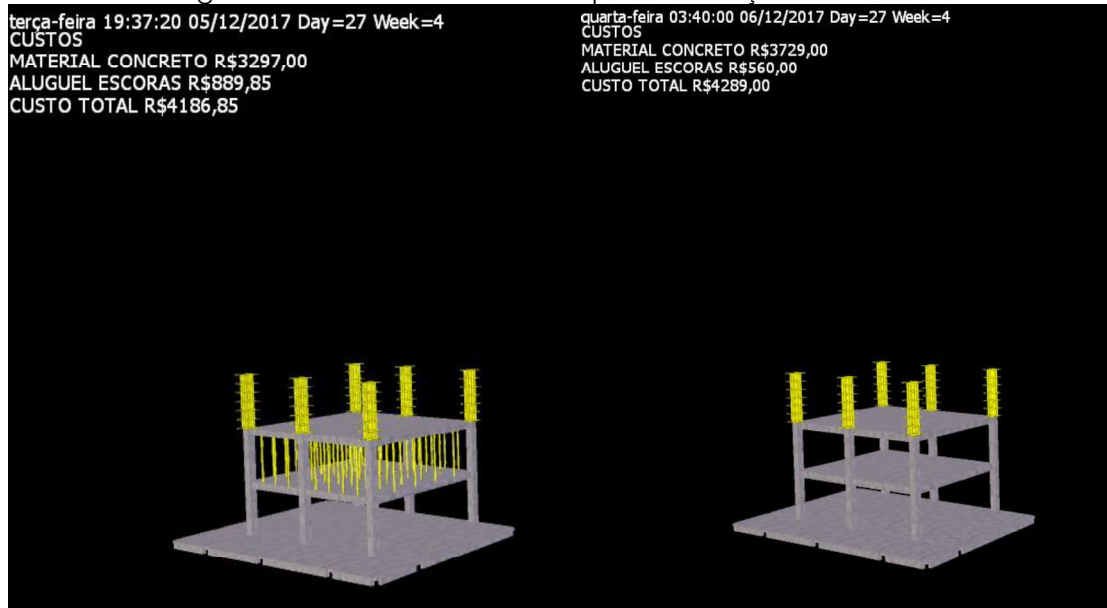 terça-feira 19:37:20 05/12/2017 Day=27 Week=4
CUSTOS
MATERIAL CONCRETO R$3297,00
ALUGUEL ESCORAS R$889,85
CUSTO TOTAL R$4186,85
quarta-feira 03:40:00 06/12/2017 Day=27 Week=4
CUSTOS
MATERIAL CONCRETO R$3729,00
ALUGUEL ESCORAS R$560,00
CUSTO TOTAL R$4289,00